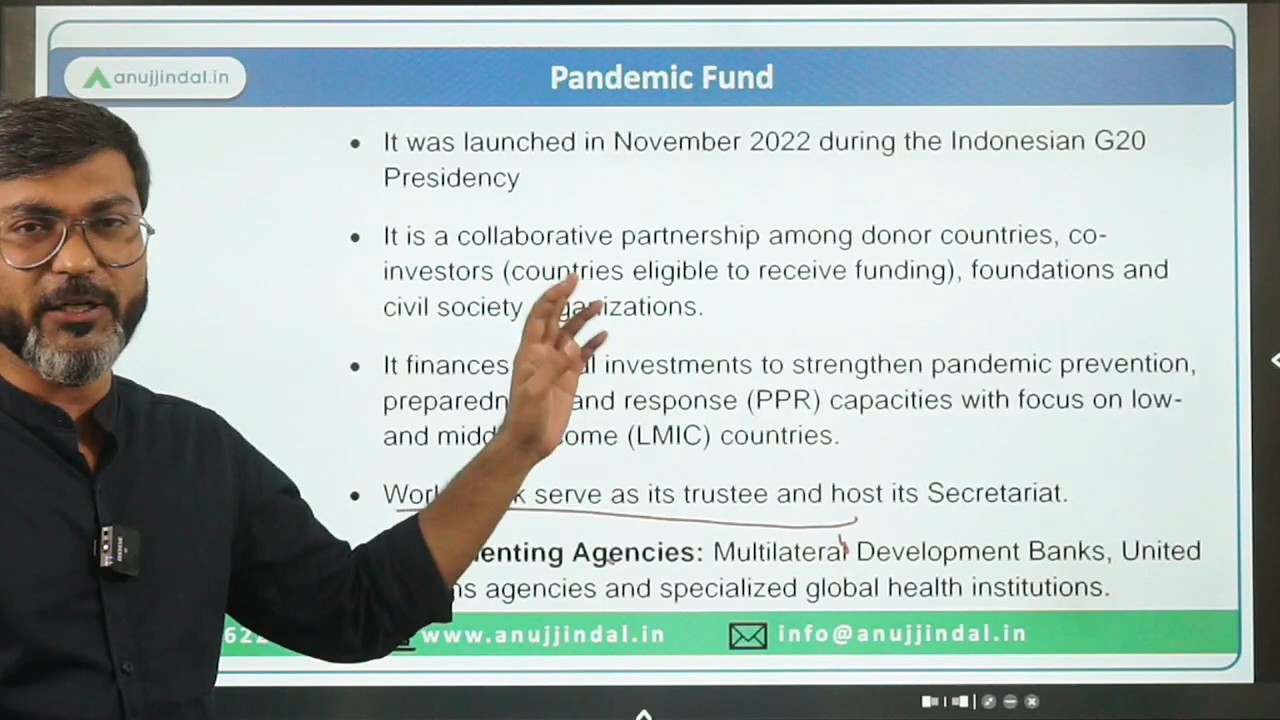 anujjindal.in
Pandemic Fund
• It was launched in November 2022 during the Indonesian G20
Presidency
• It is a collaborative partnership among donor countries, co-
investors (countries eligible to receive funding), foundations and
civil society organizations.
• It finances investments to strengthen pandemic prevention,
and response (PPR) capacities with focus on low-
and (LMIC) countries.
• serve as its trustee and host its Secretariat.
Agencies: Multilateral Development Banks, United
agencies and specialized global health institutions.
www.anujjindal.in info@anujjindal.in